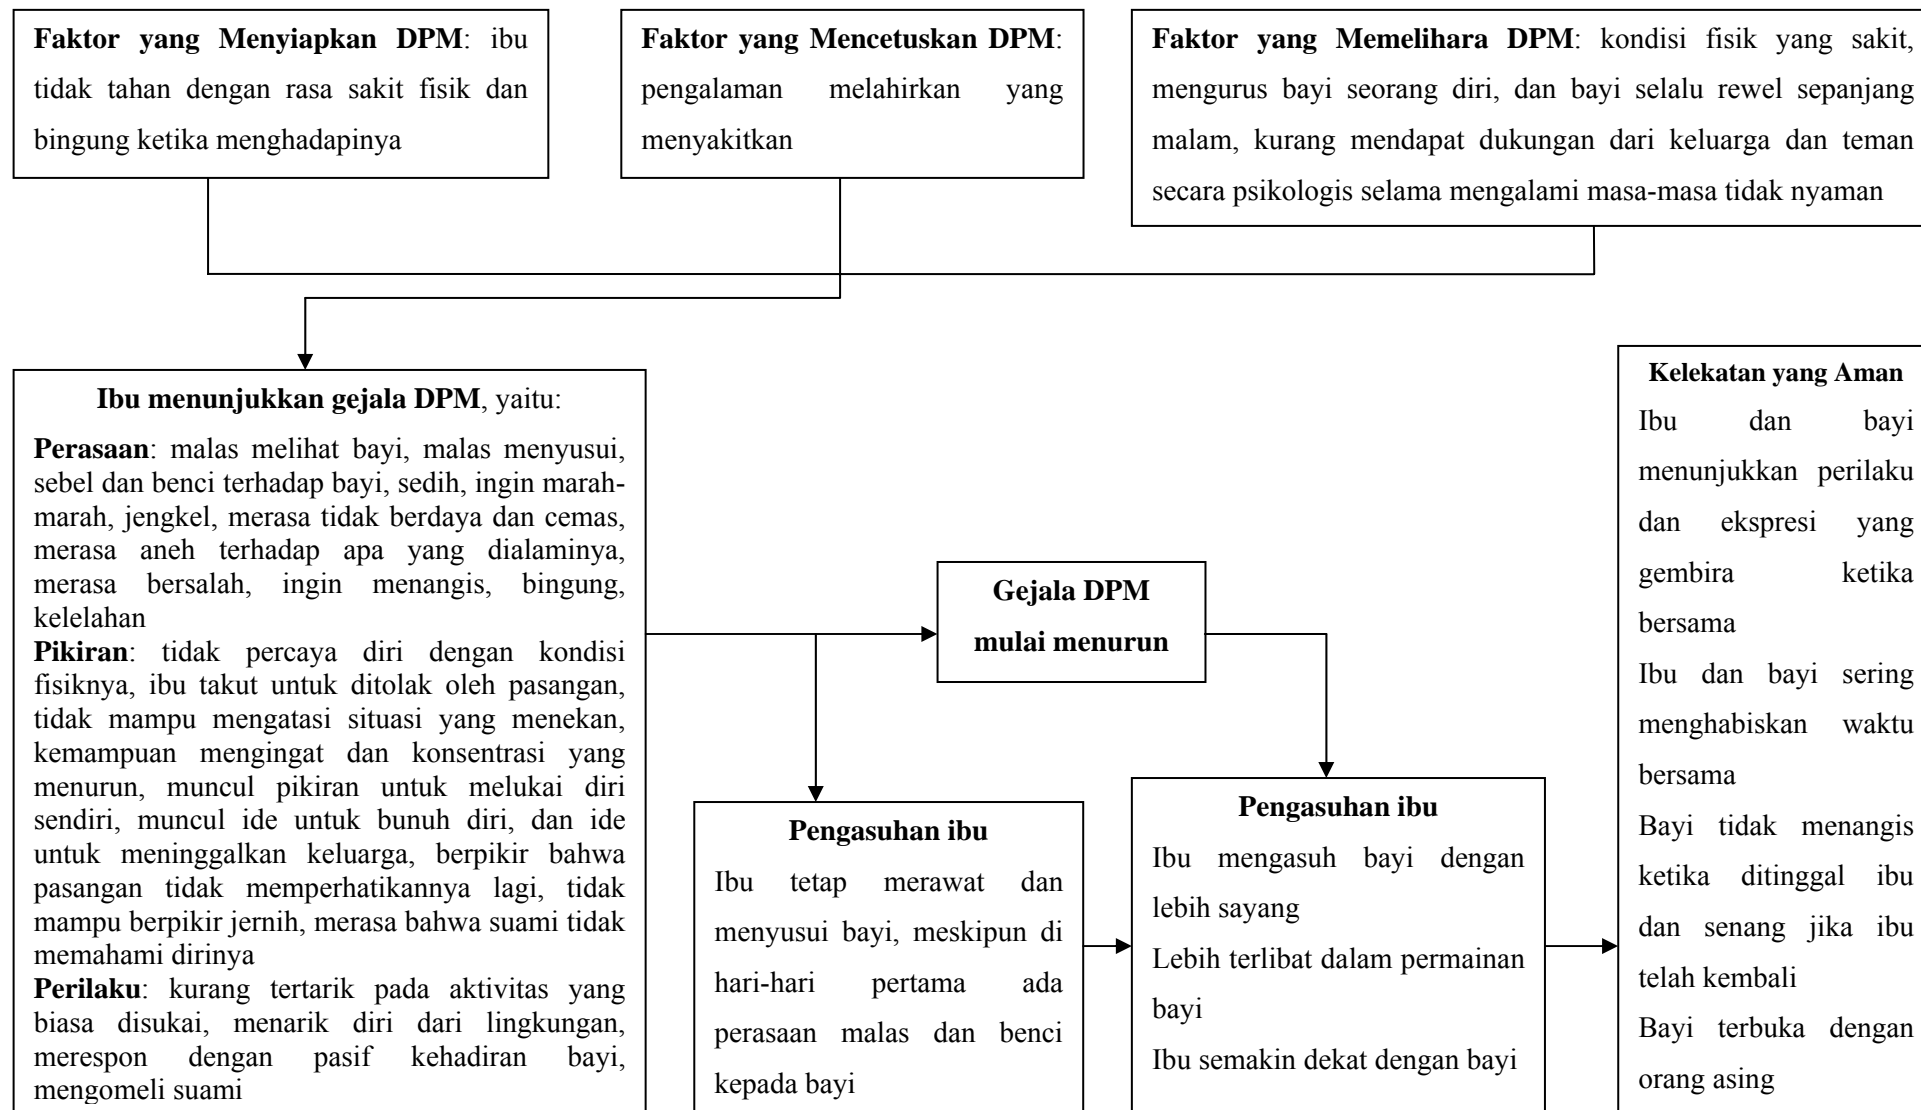 Faktor yang Menyiapkan DPM: ibu
tidak tahan dengan rasa sakit fisik dan
bingung ketika menghadapinya
Faktor yang Mencetuskan DPM:
pengalaman melahirkan yang
menyakitkan
Faktor yang Memelihara DPM: kondisi fisik yang sakit,
mengurus bayi seorang diri, dan bayi selalu rewel sepanjang
malam, kurang mendapat dukungan dari keluarga dan teman
secara psikologis selama mengalami masa-masa tidak nyaman
Ibu menunjukkan gejala DPM, yaitu:
Perasaan: malas melihat bayi, malas menyusui,
sebel dan benci terhadap bayi, sedih, ingin marah-
marah, jengkel, merasa tidak berdaya dan cemas,
merasa aneh terhadap apa yang dialaminya,
merasa bersalah, ingin menangis, bingung,
kelelahan
Pikiran: tidak percaya diri dengan kondisi
fisiknya, ibu takut untuk ditolak oleh pasangan,
tidak mampu mengatasi situasi yang menekan,
kemampuan mengingat dan konsentrasi yang
menurun, muncul pikiran untuk melukai diri
sendiri, muncul ide untuk bunuh diri, dan ide
untuk meninggalkan keluarga, berpikir bahwa
pasangan tidak memperhatikannya lagi, tidak
mampu berpikir jernih, merasa bahwa suami tidak
memahami dirinya
Perilaku: kurang tertarik pada aktivitas yang
biasa disukai, menarik diri dari lingkungan,
merespon dengan pasif kehadiran bayi,
mengomeli suami
Gejala DPM
mulai menurun
Pengasuhan ibu
Ibu tetap merawat dan
menyusui bayi, meskipun di
hari-hari pertama ada
perasaan malas dan benci
kepada bayi
Pengasuhan ibu
Ibu mengasuh bayi dengan
lebih sayang
Lebih terlibat dalam permainan
bayi
Ibu semakin dekat dengan bayi
Kelekatan yang Aman
Ibu dan bayi
menunjukkan perilaku
dan ekspresi yang
gembira ketika
bersama
Ibu dan bayi sering
menghabiskan waktu
bersama
Bayi tidak menangis
ketika ditinggal ibu
dan senang jika ibu
telah kembali
Bayi terbuka dengan
orang asing